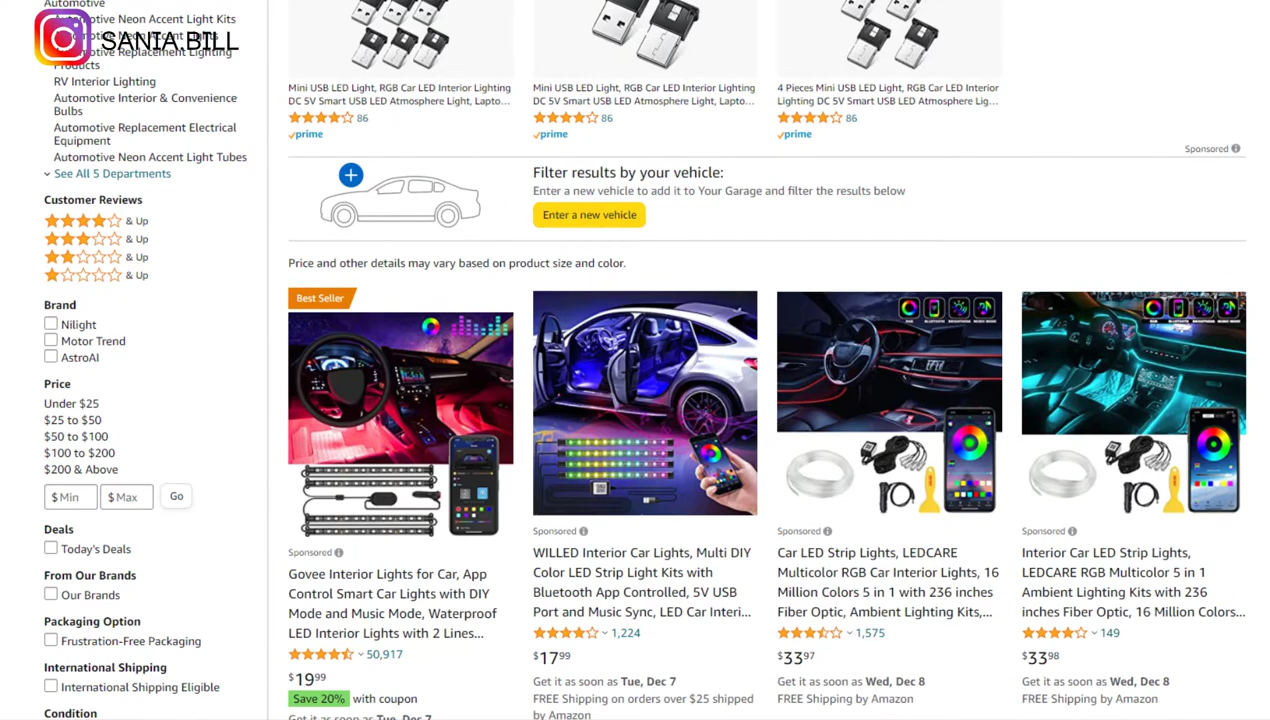 Automotive
Automotive Neon Accent Light Kits
SANIA.BILL
Automotive Replacement Lighting
Products
RV Interior Lighting
Automotive Interior & Convenience
Bulbs
Automotive Replacement Electrical
Equipment
Automotive Neon Accent Light Tubes
See All 5 Departments
Customer Reviews
& Up
& Up
& Up
& Up
Brand
Nilight
Motor Trend
AstroAI
Price
Under $25
$25 to $50
$50 to $100
$100 to $200
$200 & Above
$ Min
$ Max
Go
Deals
Today's Deals
From Our Brands
Our Brands
Packaging Option
Frustration-Free Packaging
International Shipping
International Shipping Eligible
Condition
Mini USB LED Light, RGB Car LED Interior Lighting
DC 5V Smart USB LED Atmosphere Light, Lapto...
86
prime
Mini USB LED Light, RGB Car LED Interior Lighting
DC 5V Smart USB LED Atmosphere Light, Lapto...
86
prime
4 Pieces Mini USB LED Light, RGB Car LED Interior
Lighting DC 5V Smart USB LED Atmosphere Lig...
86
prime
Sponsored
Filter results by your vehicle:
Enter a new vehicle to add it to Your Garage and filter the results below
Enter a new vehicle
Price and other details may vary based on product size and color.
Best Seller
Sponsored
Govee Interior Lights for Car, App
Control Smart Car Lights with DIY
Mode and Music Mode, Waterproof
LED Interior Lights with 2 Lines...
50,917
$19.99
Save 20% with coupon
Get it as soon as Tue, Dec 7
Sponsored
WILLED Interior Car Lights, Multi DIY
Color LED Strip Light Kits with
Bluetooth App Controlled, 5V USB
Port and Music Sync, LED Car Interi...
1,224
$17.99
Get it as soon as Tue, Dec 7
FREE Shipping on orders over $25 shipped
by Amazon
Sponsored
Car LED Strip Lights, LEDCARE
Multicolor RGB Car Interior Lights, 16
Million Colors 5 in 1 with 236 inches
Fiber Optic, Ambient Lighting Kits,...
1,575
$33.97
Get it as soon as Wed, Dec 8
FREE Shipping by Amazon
Sponsored
Interior Car LED Strip Lights,
LEDCARE RGB Multicolor 5 in 1
Ambient Lighting Kits with 236
inches Fiber Optic, 16 Million Colors...
149
$33.98
Get it as soon as Wed, Dec 8
FREE Shipping by Amazon